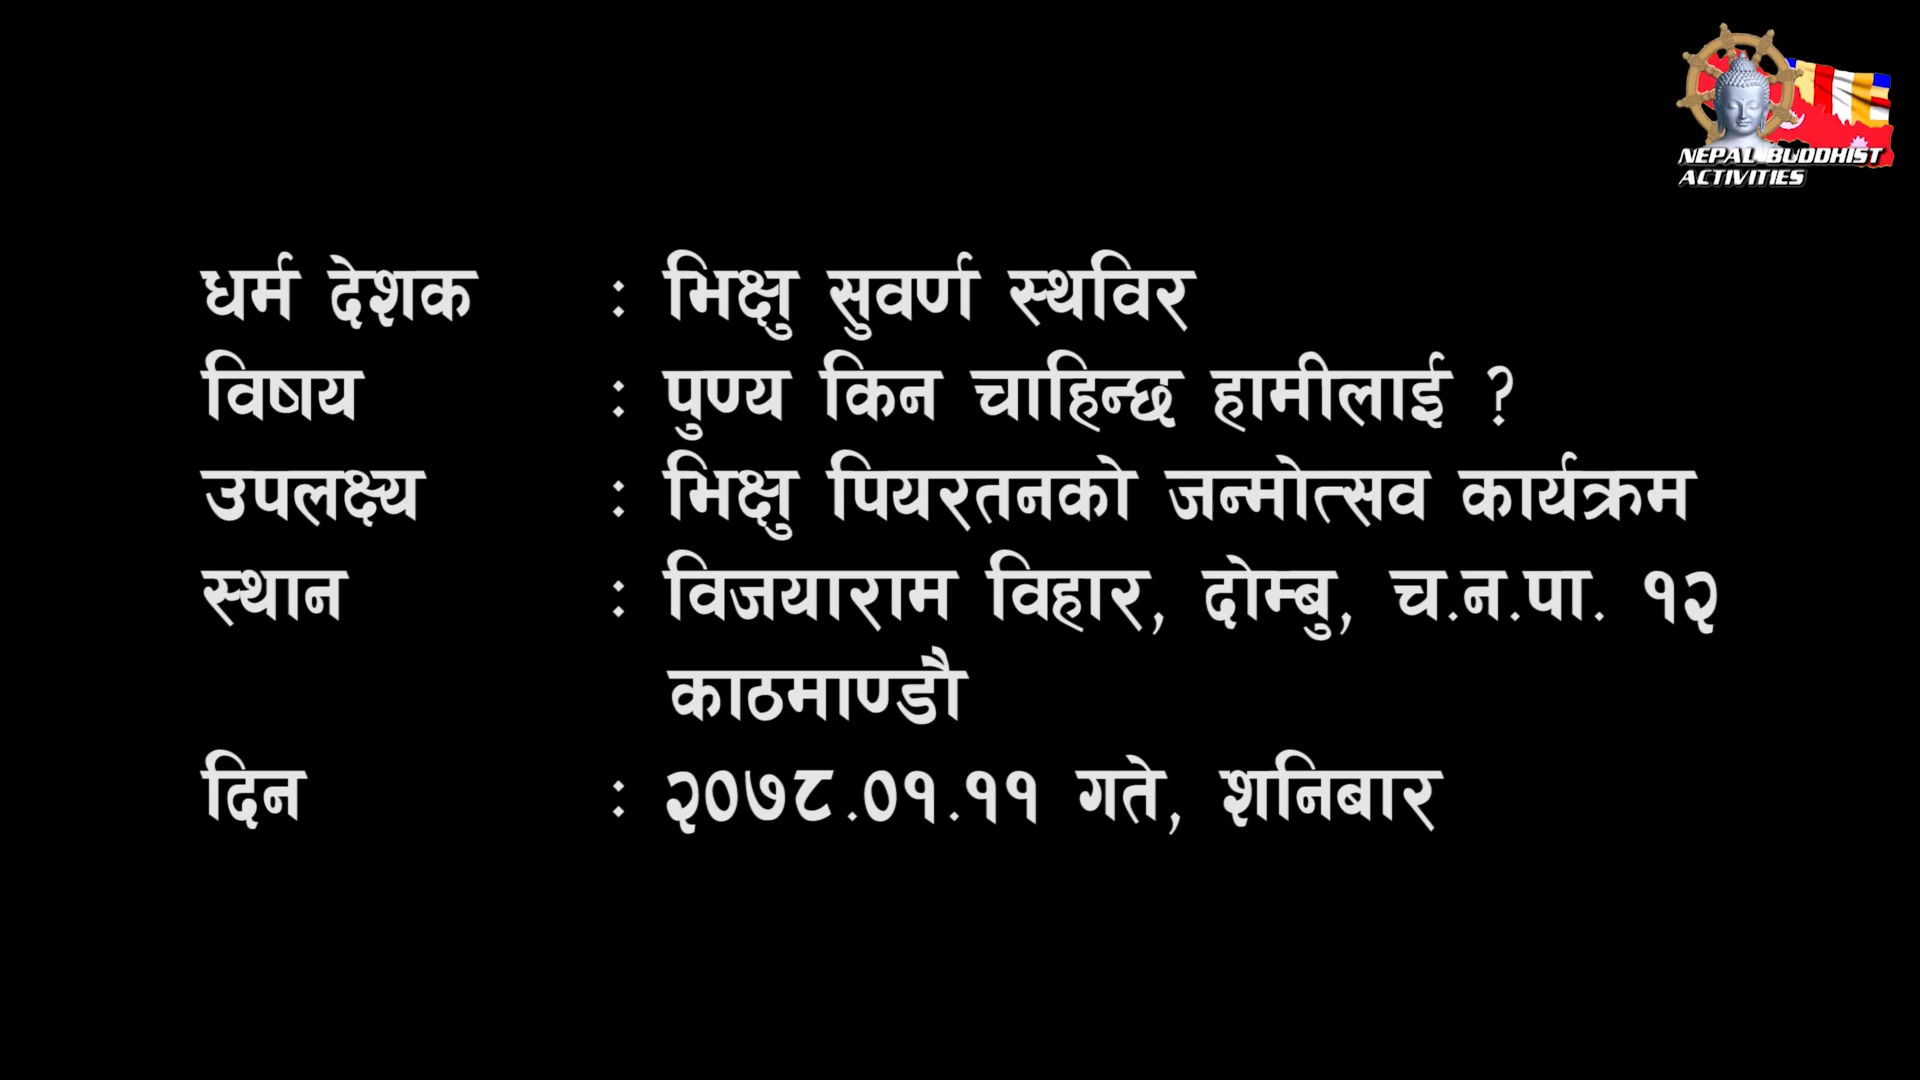 NEPAL BUDDHIST
ACTIVITIES
धर्म देशक : भिक्षु सुवर्ण स्थविर
विषय : पुण्य किन चाहिन्छ हामीलाई ?
उपलक्ष्य : भिक्षु पियरतनको जन्मोत्सव कार्यक्रम
स्थान : विजयाराम विहार, दोम्बु, च.न.पा. १२
काठमाण्डौ
दिन : २०७८.०१.११ गते, शनिबार